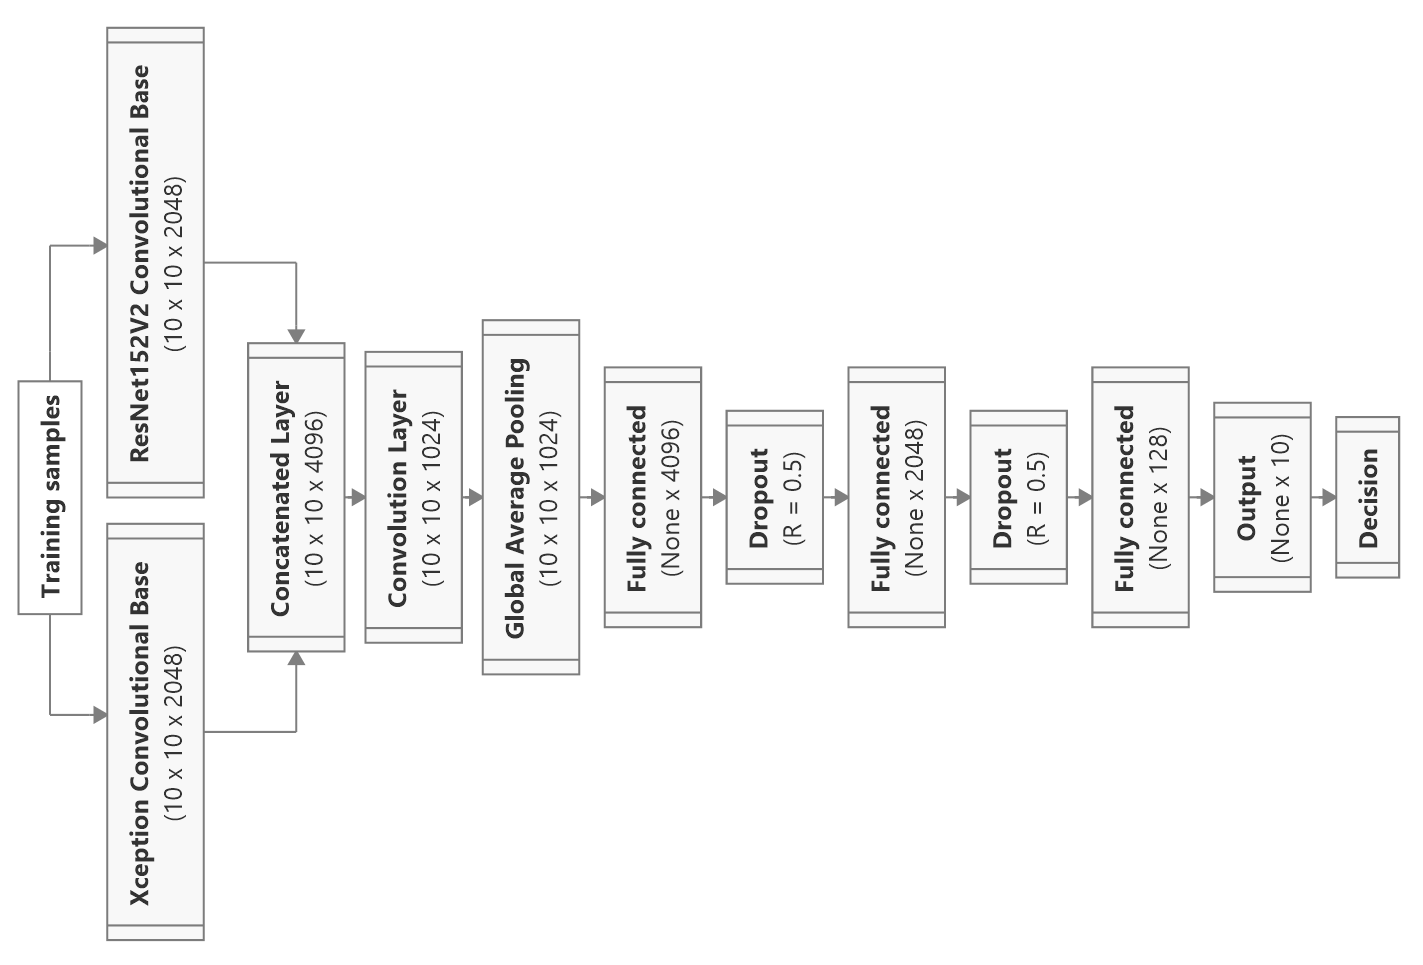 Training samples
Xception Convolutional Base
(10 x 10 x 2048)
ResNet152V2 Convolutional Base
(10 x 10 x 2048)
Concatenated Layer
(10 x 10 x 4096)
Convolution Layer
(10 x 10 x 1024)
Global Average Pooling
(10 x 10 x 1024)
Fully connected
(None x 4096)
Dropout
(R = 0.5)
Fully connected
(None x 2048)
Dropout
(R = 0.5)
Fully connected
(None x 128)
Output
(None x 10)
Decision